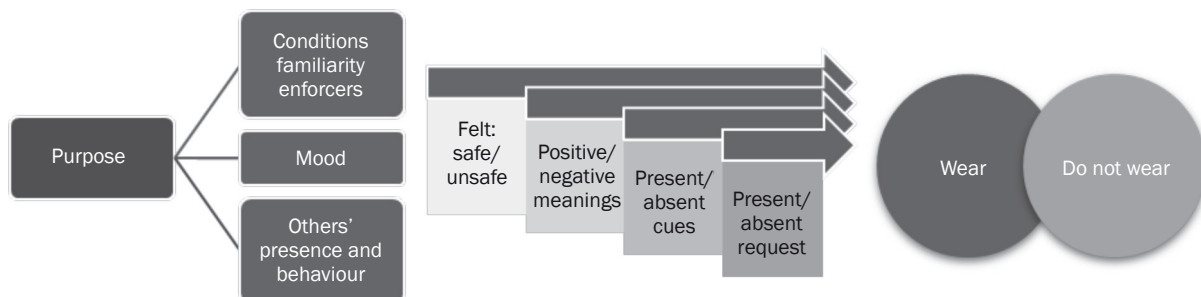 Purpose
Conditions
familiarity
enforcers
Mood
Others'
presence and
behaviour
Felt:
safe/
unsafe
Positive/
negative
meanings
Present/
absent
cues
Present/
absent
request
Wear
Do not wear